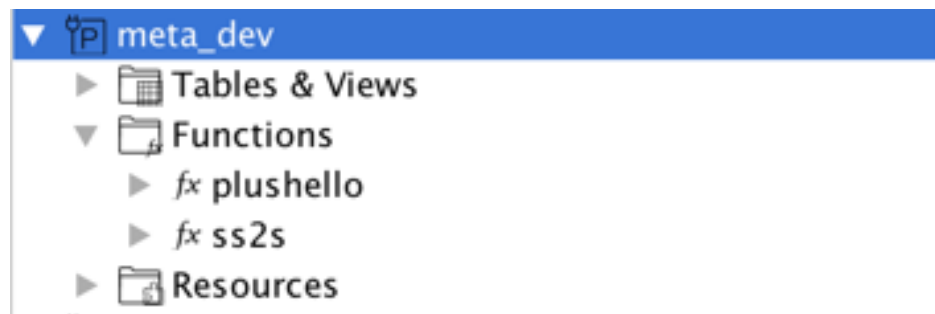 meta_dev
Tables & Views
Functions
fx plushello
fx ss2s
Resources